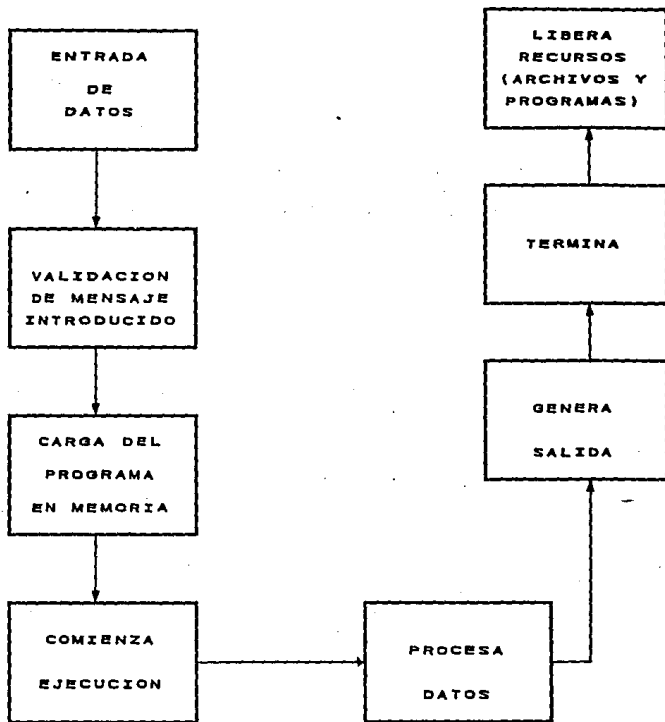 ENTRADA
DE
DATOS
VALIDACION
DE MENSAJE
INTRODUCIDO
CARGA DEL
PROGRAMA
EN MEMORIA
COMIENZA
EJECUCION
PROCESA
DATOS
GENERA
SALIDA
TERMINA
LIBERA
RECURSOS
(ARCHIVOS Y
PROGRAMAS)